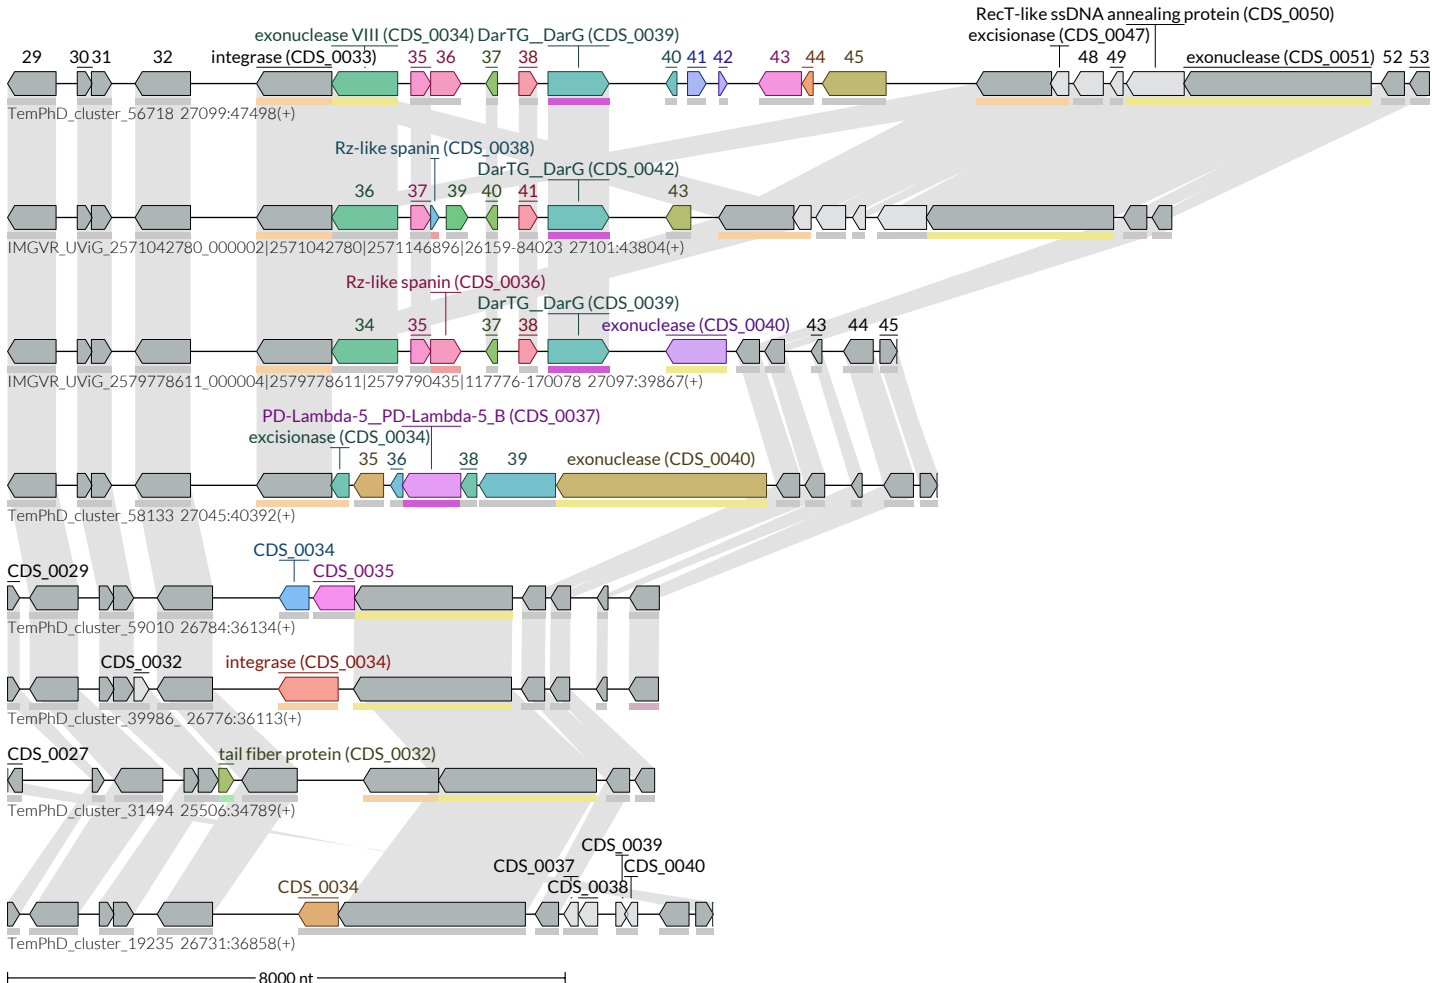 RecT-like ssDNA annealing protein (CDS_0050)
exonuclease VIII (CDS_0034) DarTG__DarG (CDS_0039) excisionase (CDS_0047)
29 30 31 32 integrase (CDS_0033) 35 36 37 38 40 41 42 43 44 45 48 49 exonuclease (CDS_0051) 52 53
TemPhD_cluster_56718 27099:47498(+)
Rz-like spanin (CDS_0038)
DarTG__DarG (CDS_0042)
36 37 39 40 41 43
IMGVR_UViG_2571042780_000002|2571042780|2571146896|26159-84023 27101:43804(+)
Rz-like spanin (CDS_0036)
DarTG__DarG (CDS_0039)
34 35 37 38 exonuclease (CDS_0040) 43 44 45
IMGVR_UViG_2579778611_000004|2579778611|2579790435|117776-170078 27097:39867(+)
PD-Lambda-5__PD-Lambda-5_B (CDS_0037)
excisionase (CDS_0034)
35 36 38 39 exonuclease (CDS_0040)
TemPhD_cluster_58133 27045:40392(+)
CDS_0034
CDS_0029 CDS_0035
TemPhD_cluster_59010 26784:36134(+)
CDS_0032 integrase (CDS_0034)
TemPhD_cluster_39986_ 26776:36113(+)
CDS_0027 tail fiber protein (CDS_0032)
TemPhD_cluster_31494 25506:34789(+)
CDS_0039
CDS_0037 CDS_0040
CDS_0034 CDS_0038
TemPhD_cluster_19235 26731:36858(+)
8000 nt